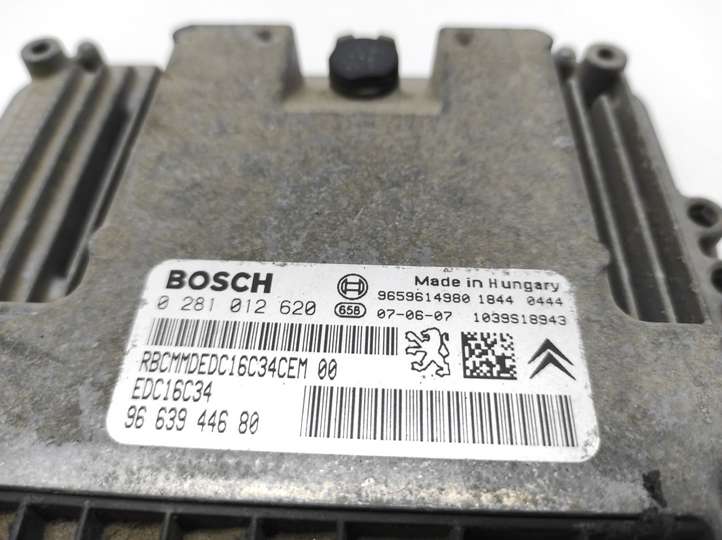 BOSCH
Made in Hungary
0 281 012 620
9659614980 1844 0444
658 07-06-07 1039S18943
RBCMMDEDC16C34CEM 00
EDC16C34
96 639 446 80